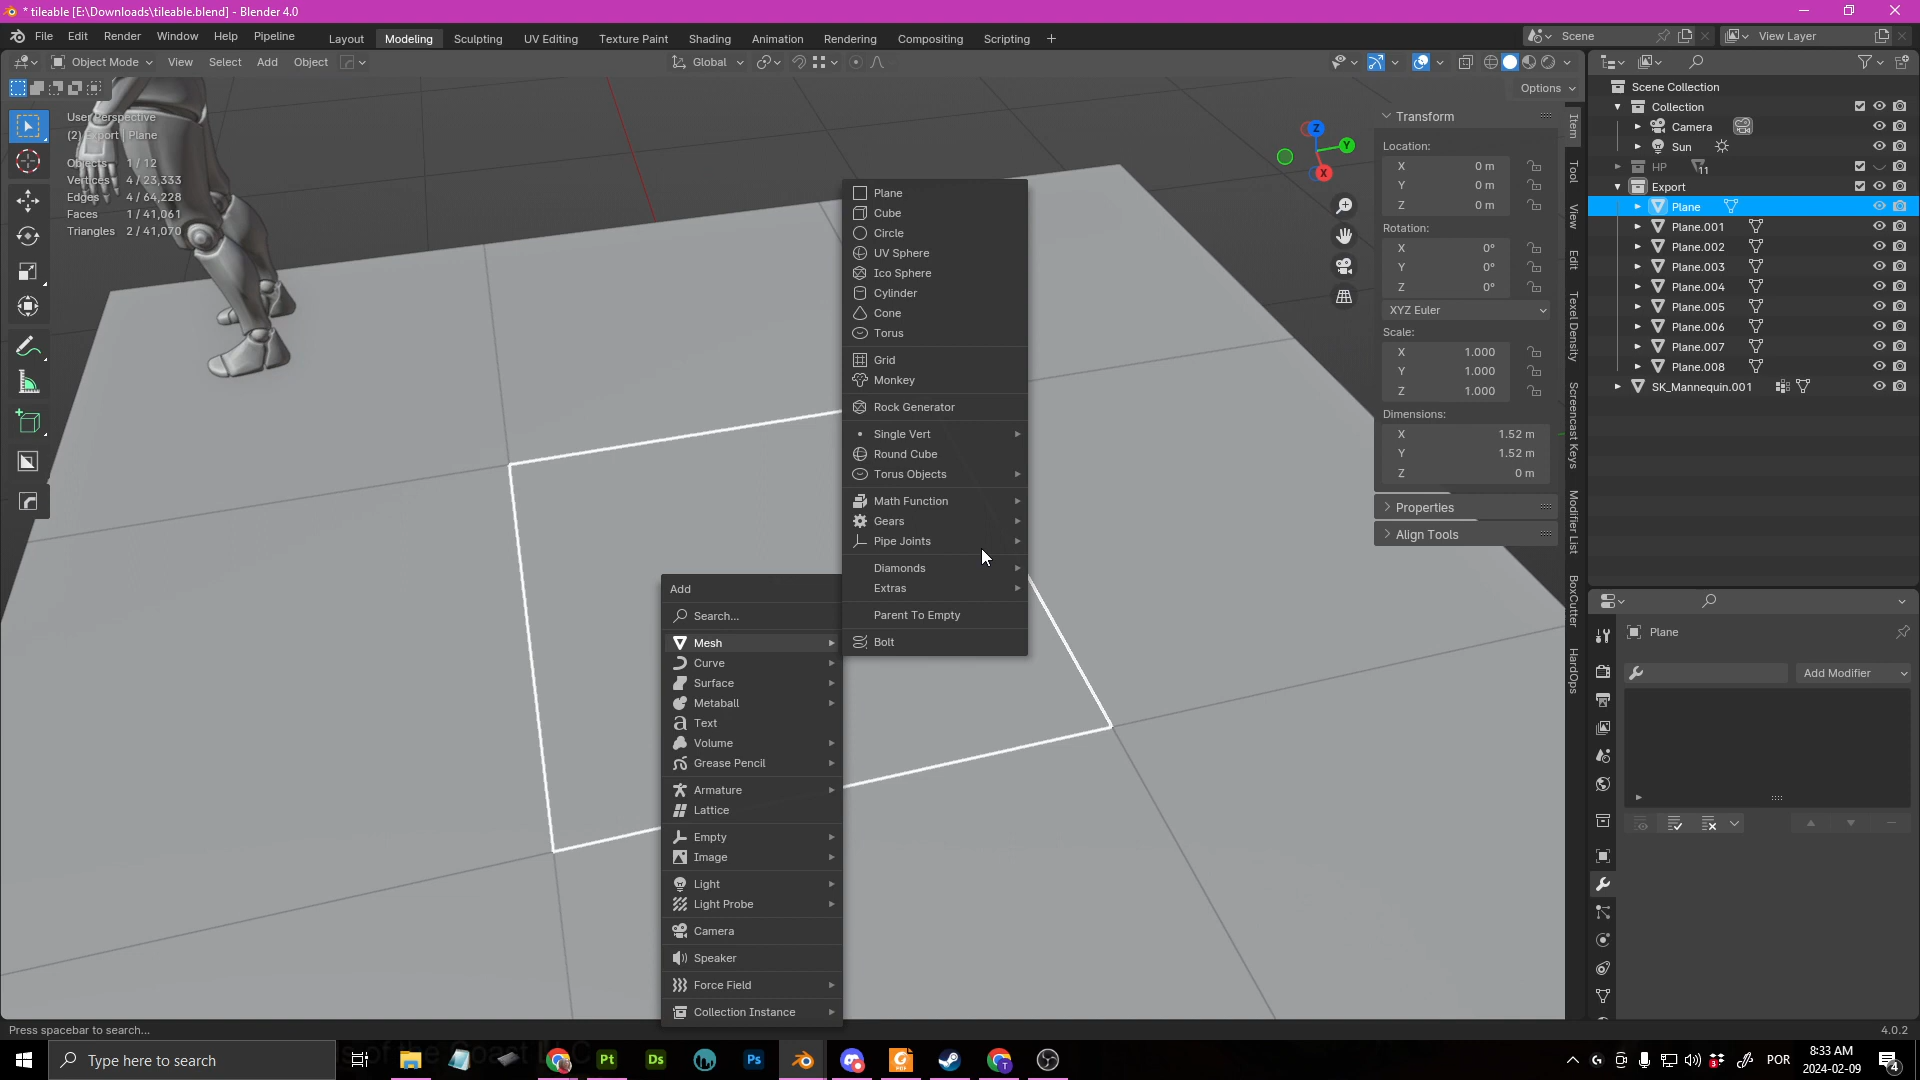 * tileable [E:\Downloads\tileable.blend] - Blender 4.0
File Edit Render Window Help Pipeline
Layout Modeling Sculpting UV Editing Texture Paint Shading Animation Rendering Compositing Scripting +
Scene
View Layer
Object Mode View Select Add Object
Global
Options
User Perspective
(2) Export | Plane
Objects 1 / 12
Vertices 4 / 23,333
Edges 4 / 64,228
Faces 1 / 41,061
Triangles 2 / 41,070
Z
Y
X
Transform
Location:
X 0 m
Y 0 m
Z 0 m
Rotation:
X 0°
Y 0°
Z 0°
XYZ Euler
Scale:
X 1.000
Y 1.000
Z 1.000
Dimensions:
X 1.52 m
Y 1.52 m
Z 0 m
Properties
Align Tools
Item
Tool
View
Edit
Texel Density
Screencast Keys
Modifier List
BoxCutter
HardOps
Scene Collection
Collection
Camera
Sun
HP 11
Export
Plane
Plane.001
Plane.002
Plane.003
Plane.004
Plane.005
Plane.006
Plane.007
Plane.008
SK_Mannequin.001
Plane
Add Modifier
Add
Search...
Mesh
Curve
Surface
Metaball
Text
Volume
Grease Pencil
Armature
Lattice
Empty
Image
Light
Light Probe
Camera
Speaker
Force Field
Collection Instance
Plane
Cube
Circle
UV Sphere
Ico Sphere
Cylinder
Cone
Torus
Grid
Monkey
Rock Generator
Single Vert
Round Cube
Torus Objects
Math Function
Gears
Pipe Joints
Diamonds
Extras
Parent To Empty
Bolt
Press spacebar to search...
4.0.2
Type here to search
Pt
Ds
Ps
T
POR
8:33 AM
2024-02-09
4